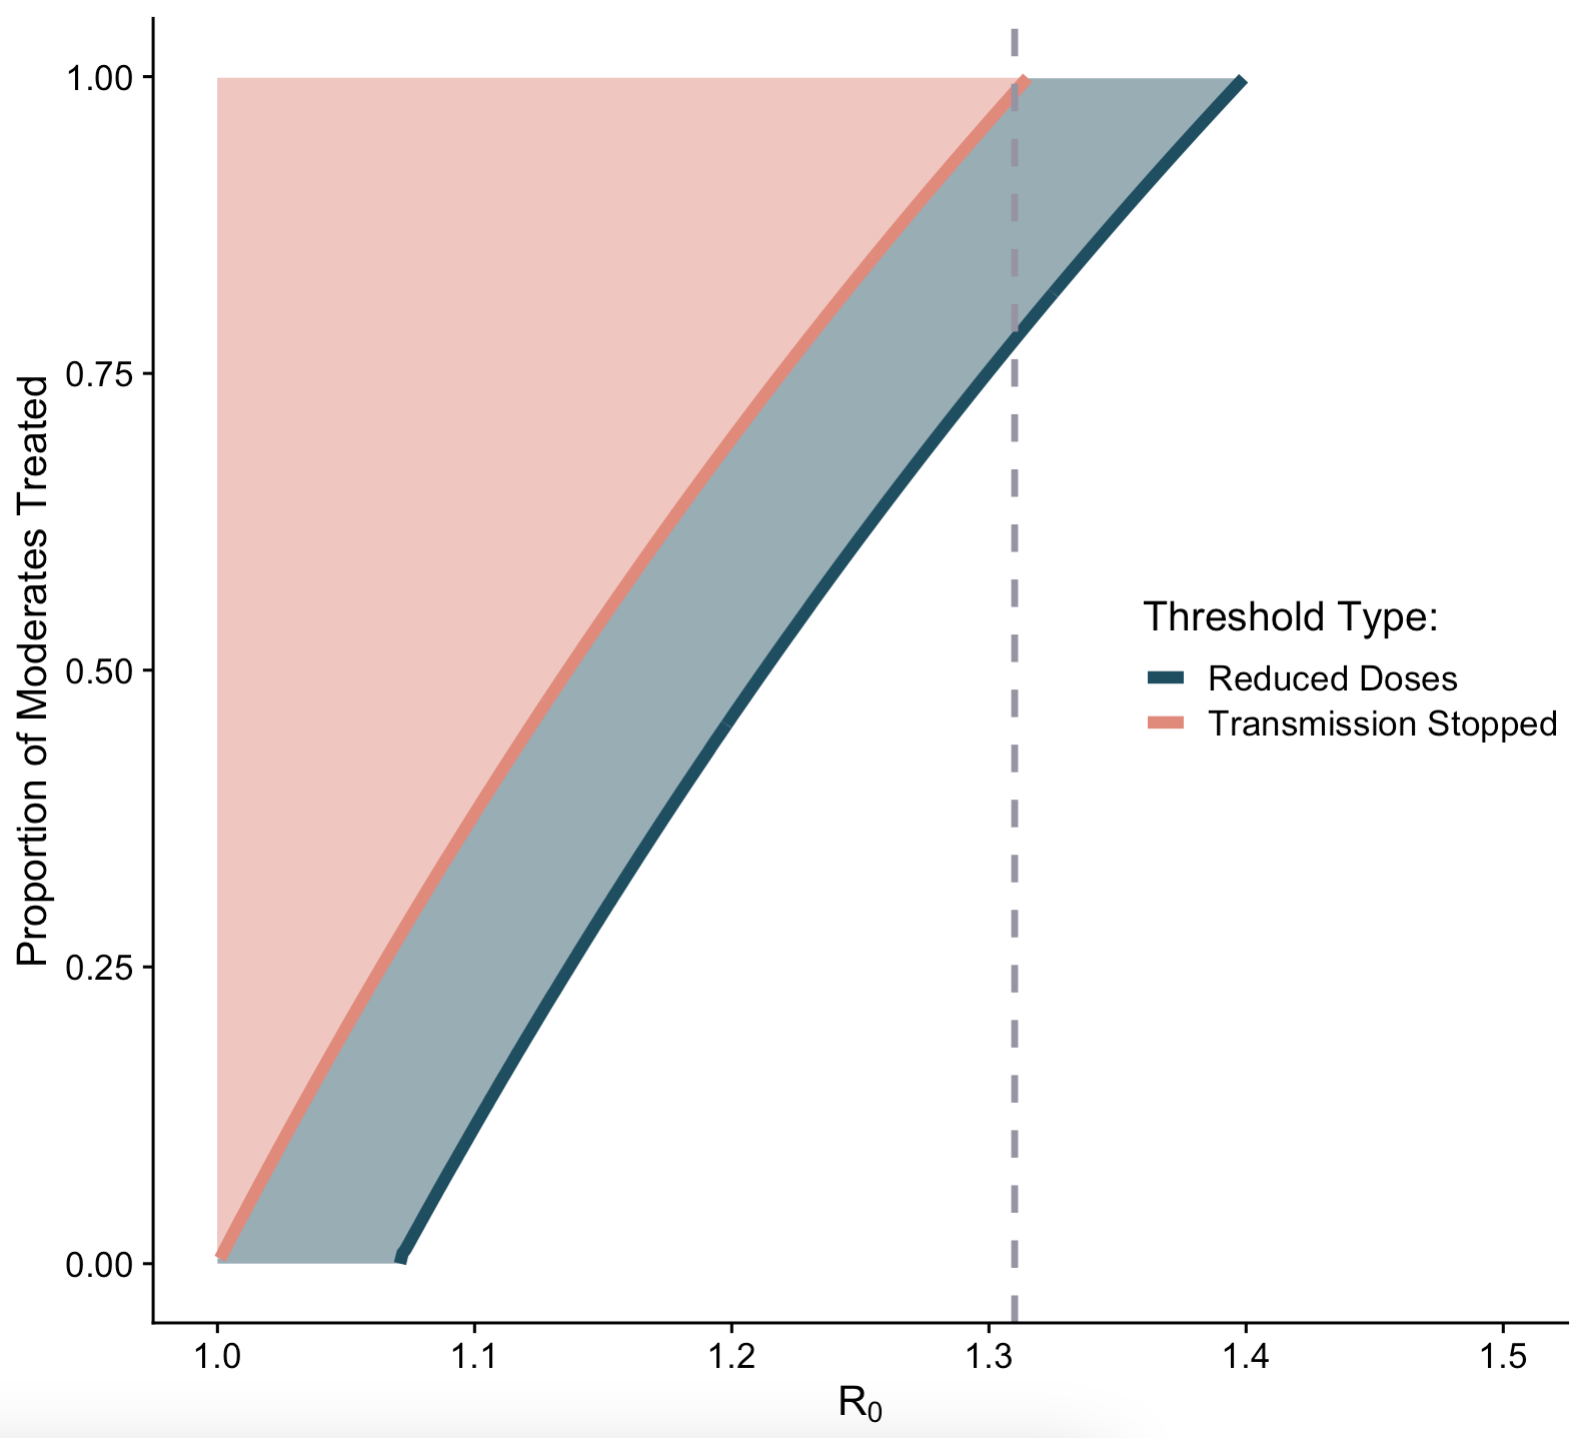 1.00
0.75
0.50
0.25
0.00
Proportion of Moderates Treated
1.0 1.1 1.2 1.3 1.4 1.5
R₀
Threshold Type:
Reduced Doses
Transmission Stopped